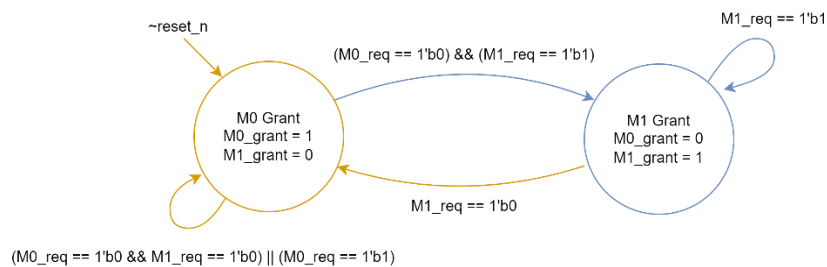 M1_req == 1'b1
~reset_n
(M0_req == 1'b0) && (M1_req == 1'b1)
M0 Grant
M0_grant = 1
M1_grant = 0
M1 Grant
M0_grant = 0
M1_grant = 1
M1_req == 1'b0
(M0_req == 1'b0 && M1_req == 1'b0) || (M0_req == 1'b1)